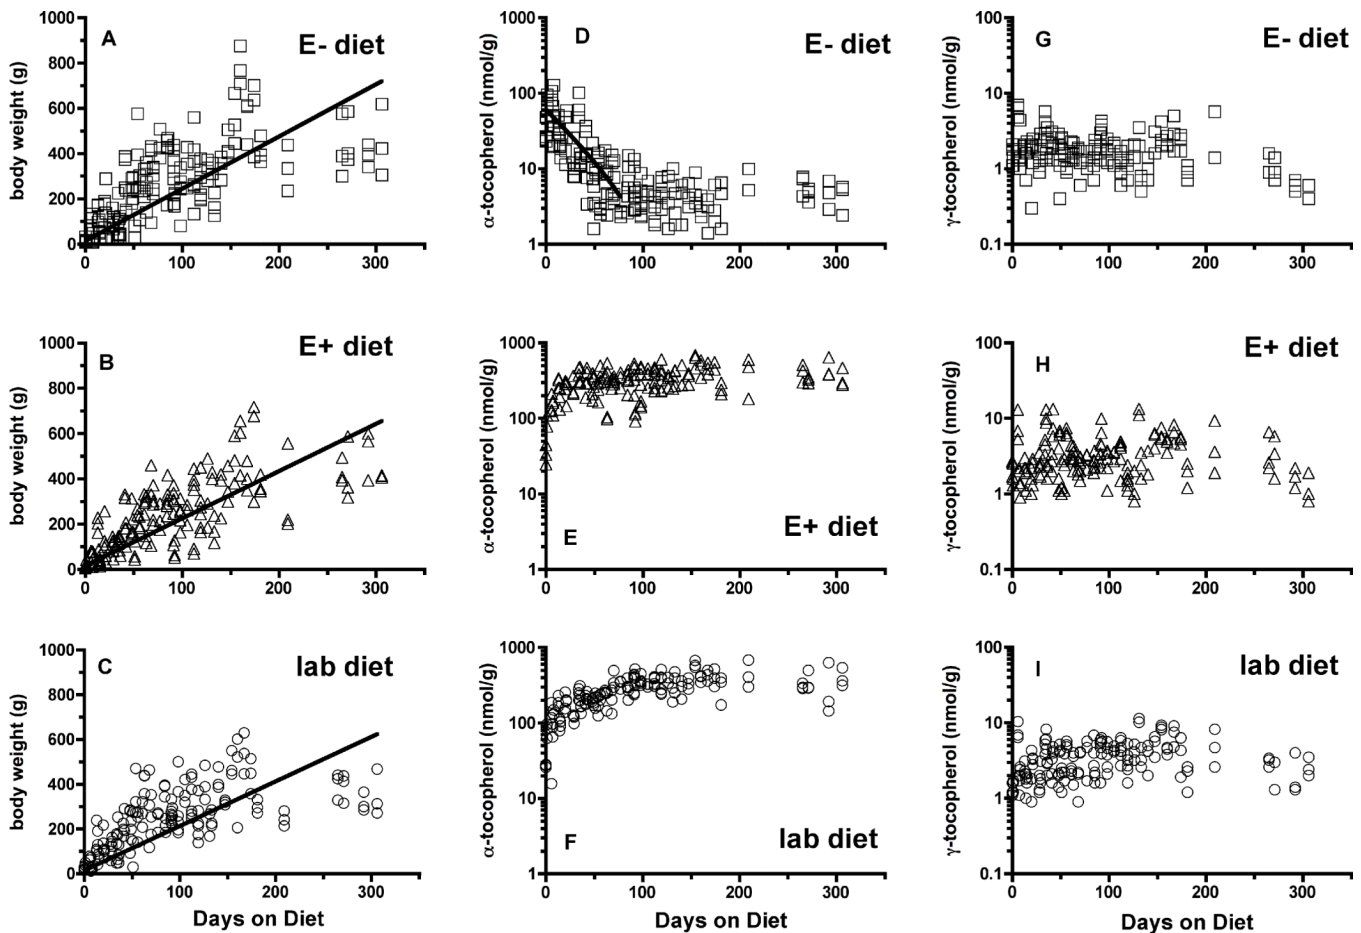 A
E- diet
body weight (g)
1000
800
600
400
200
0
0 100 200 300
D
E- diet
α-tocopherol (nmol/g)
1000
100
10
1
0 100 200 300
G
E- diet
γ-tocopherol (nmol/g)
100
10
1
0.1
0 100 200 300
B
E+ diet
body weight (g)
1000
800
600
400
200
0
0 100 200 300
E
E+ diet
α-tocopherol (nmol/g)
1000
100
10
1
0 100 200 300
H
E+ diet
γ-tocopherol (nmol/g)
100
10
1
0.1
0 100 200 300
C
lab diet
body weight (g)
1000
800
600
400
200
0
0 100 200 300
Days on Diet
F
lab diet
α-tocopherol (nmol/g)
1000
100
10
1
0 100 200 300
Days on Diet
I
lab diet
γ-tocopherol (nmol/g)
100
10
1
0.1
0 100 200 300
Days on Diet